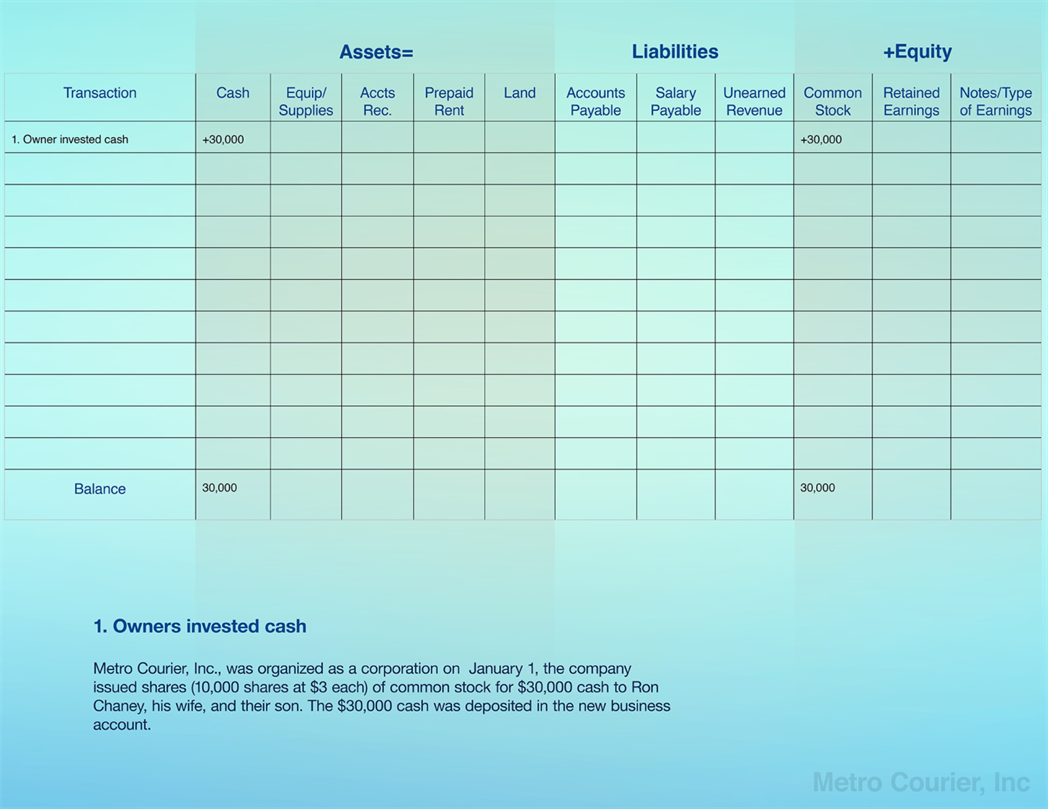 Assets= Liabilities +Equity
Transaction Cash Equip/ Accts Prepaid Land Accounts Salary Unearned Common Retained Notes/Type
Supplies Rec. Rent Payable Payable Revenue Stock Earnings of Earnings
1. Owner invested cash +30,000 +30,000
Balance 30,000 30,000
1. Owners invested cash
Metro Courier, Inc., was organized as a corporation on January 1, the company
issued shares (10,000 shares at $3 each) of common stock for $30,000 cash to Ron
Chaney, his wife, and their son. The $30,000 cash was deposited in the new business
account.
Metro Courier, Inc